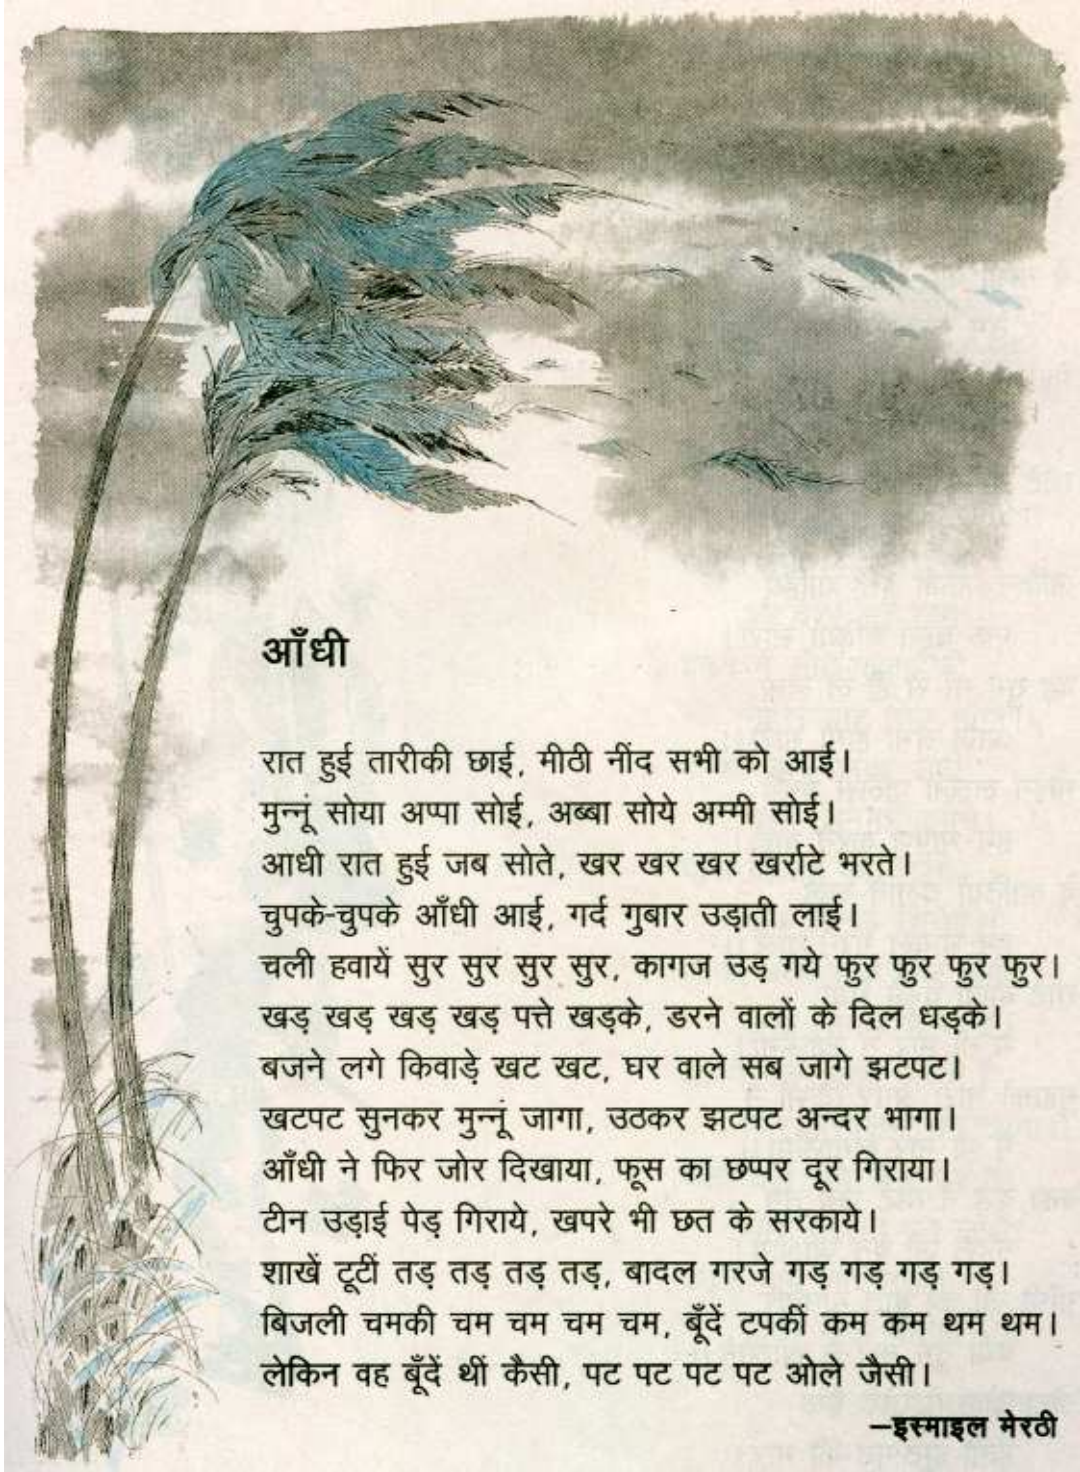 आँधी
रात हुई तारीकी छाई, मीठी नींद सभी को आई।
मुन्नूं सोया अप्पा सोई, अब्बा सोये अम्मी सोई।
आधी रात हुई जब सोते, खर खर खर खर्राटे भरते।
चुपके-चुपके आँधी आई, गर्द गुबार उड़ाती लाई।
चली हवायें सुर सुर सुर सुर, कागज उड़ गये फुर फुर फुर फुर।
खड़ खड़ खड़ खड़ पत्ते खड़के, डरने वालों के दिल धड़के।
बजने लगे किवाड़े खट खट, घर वाले सब जागे झटपट।
खटपट सुनकर मुन्नूं जागा, उठकर झटपट अन्दर भागा।
आँधी ने फिर जोर दिखाया, फूस का छप्पर दूर गिराया।
टीन उड़ाई पेड़ गिराये, खपरे भी छत के सरकाये।
शाखें टूटीं तड़ तड़ तड़ तड़, बादल गरजे गड़ गड़ गड़ गड़।
बिजली चमकी चम चम चम चम, बूँदें टपकीं कम कम थम थम।
लेकिन वह बूँदें थीं कैसी, पट पट पट पट ओले जैसी।
—इस्माइल मेरठी